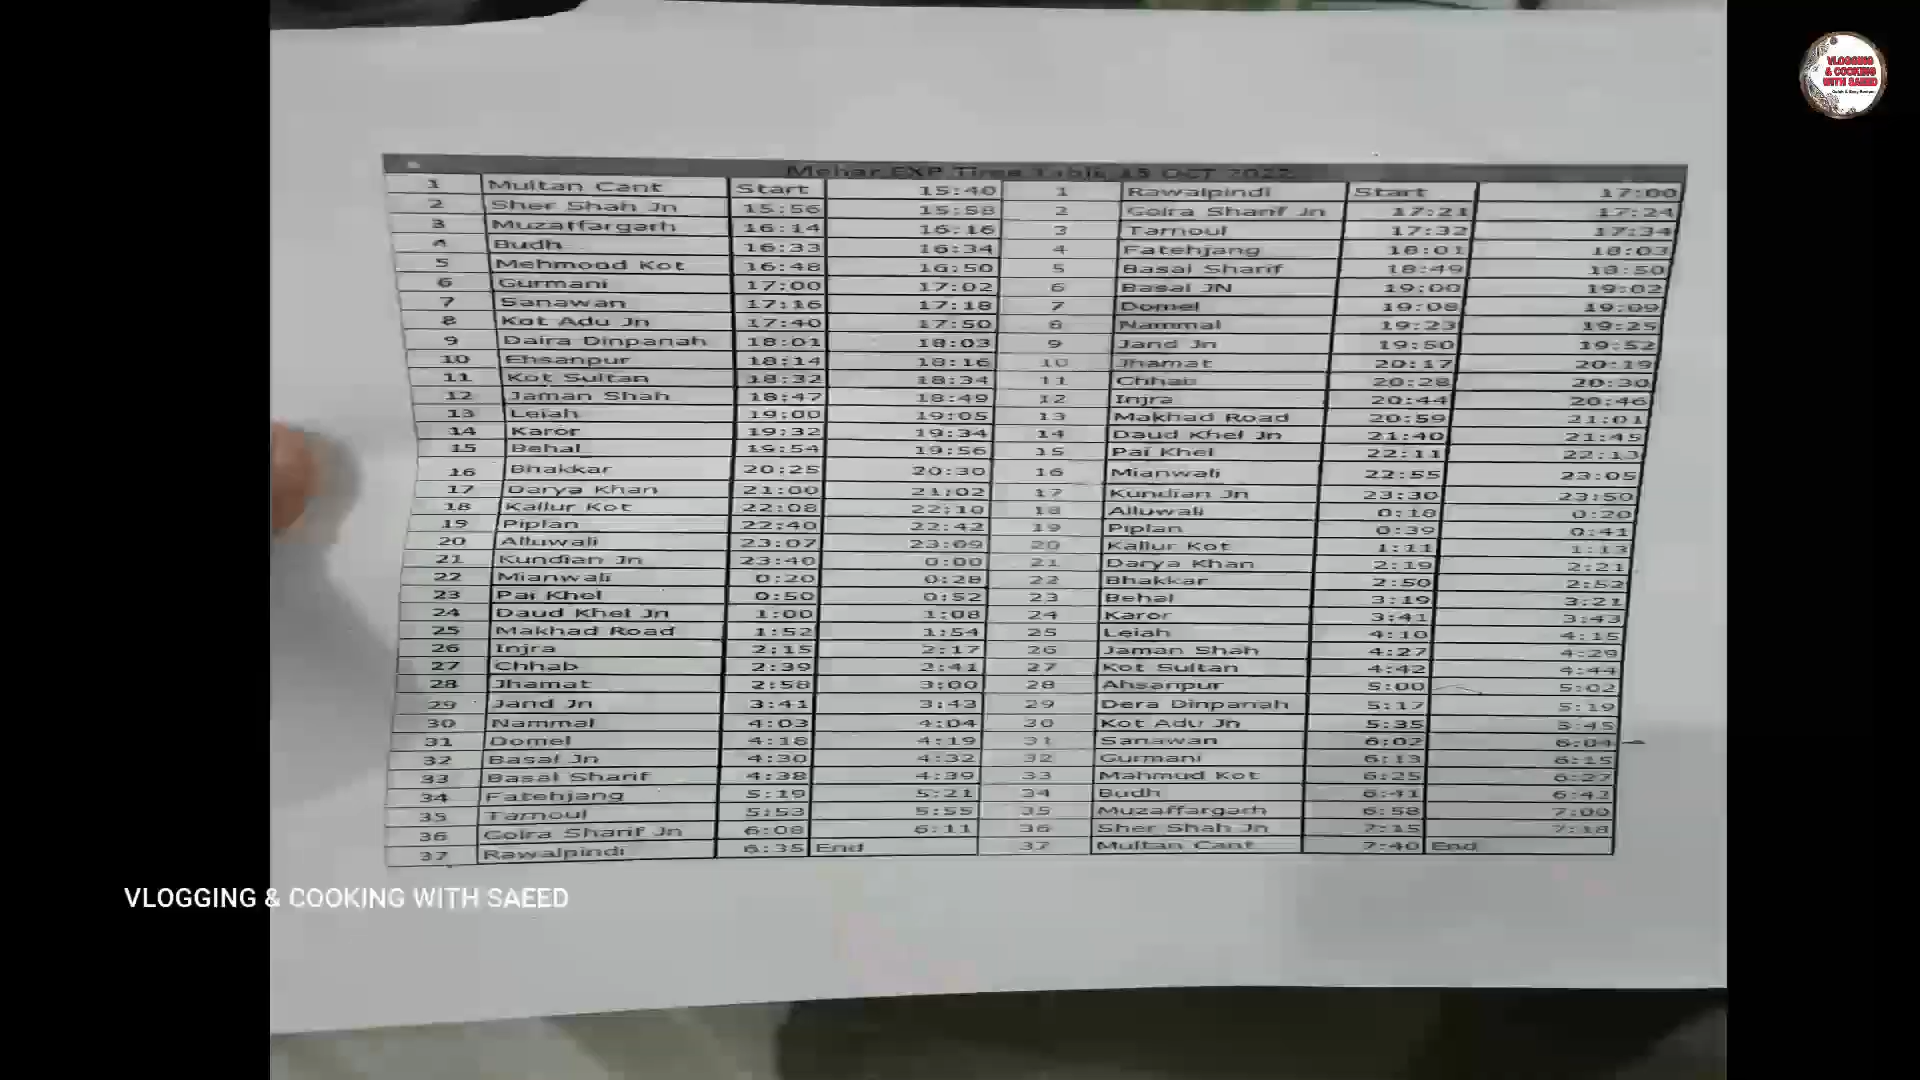 VLOGGING
& COOKING
WITH SAEED
Mehar EXP Time Table 15 OCT 2022
1 Multan Cant Start 15:40 1 Rawalpindi Start 17:00
2 Sher Shah Jn 15:56 15:58 2 Golra Sharif Jn 17:21 17:24
3 Muzaffargarh 16:14 16:16 3 Tarnoul 17:32 17:34
4 Budh 16:33 16:34 4 Fatehjang 18:01 18:03
5 Mehmood Kot 16:48 16:50 5 Basal Sharif 18:49 18:50
6 Gurmani 17:00 17:02 6 Basal JN 19:00 19:02
7 Sanawan 17:16 17:18 7 Domel 19:08 19:09
8 Kot Adu Jn 17:40 17:50 8 Nammal 19:23 19:25
9 Daira Dinpanah 18:01 18:03 9 Jand Jn 19:50 19:52
10 Ehsanpur 18:14 18:16 10 Jhamat 20:17 20:19
11 Kot Sultan 18:32 18:34 11 Chhab 20:28 20:30
12 Jaman Shah 18:47 18:49 12 Injra 20:44 20:46
13 Leiah 19:00 19:05 13 Makhad Road 20:59 21:01
14 Karor 19:32 19:34 14 Daud Khel Jn 21:40 21:45
15 Behal 19:54 19:56 15 Pai Khel 22:11 22:13
16 Bhakkar 20:25 20:30 16 Mianwali 22:55 23:05
17 Darya Khan 21:00 21:02 17 Kundian Jn 23:30 23:50
18 Kallur Kot 22:08 22:10 18 Alluwali 0:18 0:20
19 Piplan 22:40 22:42 19 Piplan 0:39 0:41
20 Alluwali 23:07 23:09 20 Kallur Kot 1:11 1:13
21 Kundian Jn 23:40 0:00 21 Darya Khan 2:19 2:21
22 Mianwali 0:20 0:28 22 Bhakkar 2:50 2:52
23 Pai Khel 0:50 0:52 23 Behal 3:19 3:21
24 Daud Khel Jn 1:00 1:08 24 Karor 3:41 3:43
25 Makhad Road 1:52 1:54 25 Leiah 4:10 4:15
26 Injra 2:15 2:17 26 Jaman Shah 4:27 4:29
27 Chhab 2:39 2:41 27 Kot Sultan 4:42 4:44
28 Jhamat 2:58 3:00 28 Ahsanpur 5:00 5:02
29 Jand Jn 3:41 3:43 29 Dera Dinpanah 5:17 5:19
30 Nammal 4:03 4:04 30 Kot Adu Jn 5:35 5:45
31 Domel 4:18 4:19 31 Sanawan 6:02 6:04
32 Basal Jn 4:30 4:32 32 Gurmani 6:13 6:15
33 Basal Sharif 4:38 4:39 33 Mahmud Kot 6:25 6:27
34 Fatehjang 5:19 5:21 34 Budh 6:41 6:42
35 Tarnoul 5:53 5:55 35 Muzaffargarh 6:58 7:00
36 Golra Sharif Jn 6:08 6:11 36 Sher Shah Jn 7:15 7:18
37 Rawalpindi 6:35 End 37 Multan Cant 7:40 End
VLOGGING & COOKING WITH SAEED